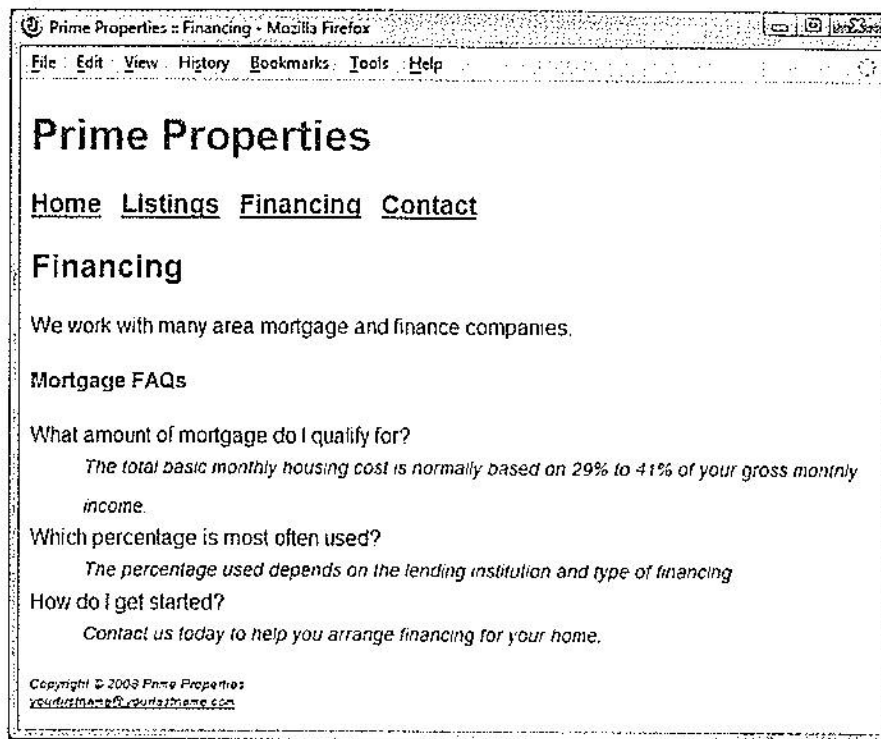 Prime Properties :: Financing - Mozilla Firefox
File Edit View History Bookmarks Tools Help
Prime Properties
Home Listings Financing Contact
Financing
We work with many area mortgage and finance companies.
Mortgage FAQs
What amount of mortgage do I qualify for?
The total basic monthly housing cost is normally based on 29% to 41% of your gross monthly
income.
Which percentage is most often used?
The percentage used depends on the lending institution and type of financing
How do I get started?
Contact us today to help you arrange financing for your home.
Copyright © 2008 Prime Properties
yourfirstname@yourlastname.com